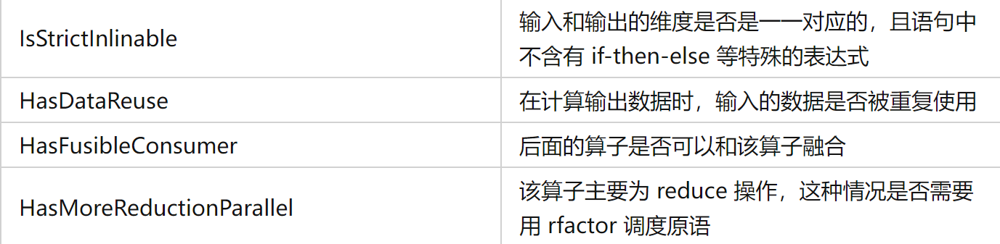 IsStrictInlinable
输入和输出的维度是否是一一对应的，且语句中
不含有 if-then-else 等特殊的表达式
HasDataReuse
在计算输出数据时，输入的数据是否被重复使用
HasFusibleConsumer
后面的算子是否可以和该算子融合
HasMoreReductionParallel
该算子主要为 reduce 操作，这种情况是否需要
用 rfactor 调度原语